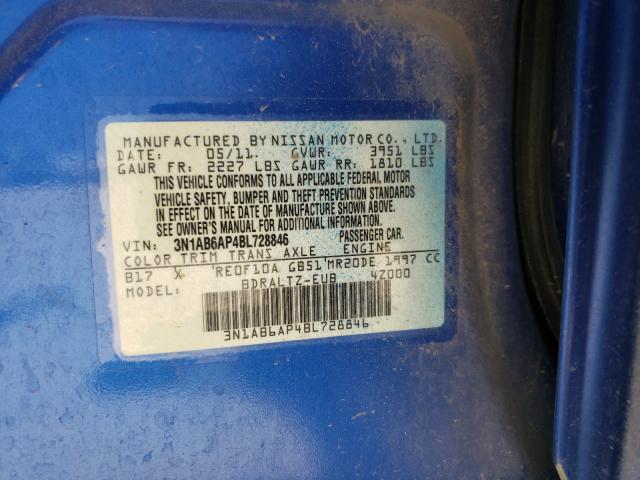 MANUFACTURED BY NISSAN MOTOR CO., LTD.
DATE: 05/11. GVWR: 3951 LBS
GAWR FR: 2227 LBS GAWR RR: 1810 LBS
THIS VEHICLE CONFORMS TO ALL APPLICABLE FEDERAL MOTOR
VEHICLE SAFETY, BUMPER AND THEFT PREVENTION STANDARDS
IN EFFECT ON THE DATE OF MANUFACTURE SHOWN ABOVE.
SEE OWNER'S MANUAL FOR ADDITIONAL INFORMATION.
VIN: 3N1AB6AP4BL728846 PASSENGER CAR.
COLOR TRIM TRANS AXLE ENGINE
B17 X RE0F10A GB51 MR20DE 1997 CC
MODEL: BDRALTZ-EUB 4Z000
3N1AB6AP4BL728846